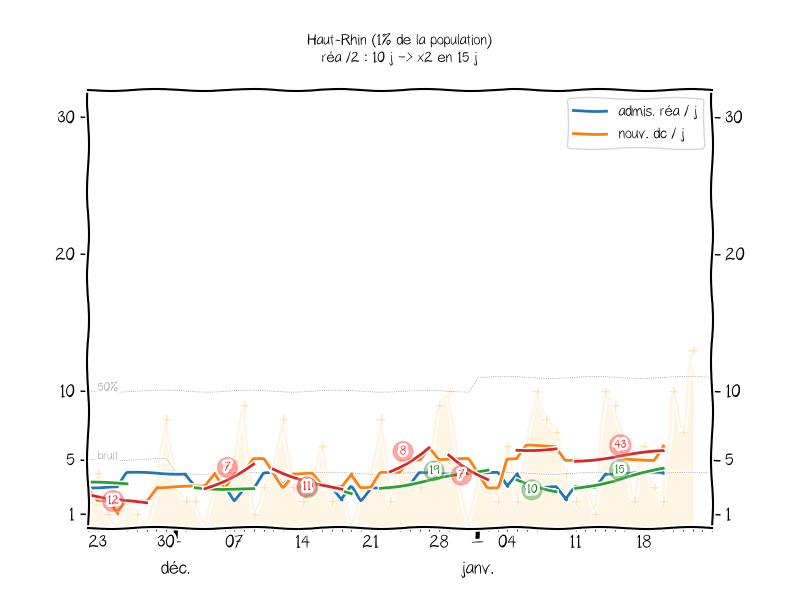 Haut-Rhin (1% de la population)
réa /2 : 10 j -> x2 en 15 j
admis. réa / j
nouv. dc / j
30 30
20 20
50%
10 10
bruit
5 5
1 1
7 8 43
12 11 19 7 10 15
23 30 07 14 21 28 04 11 18
déc. janv.